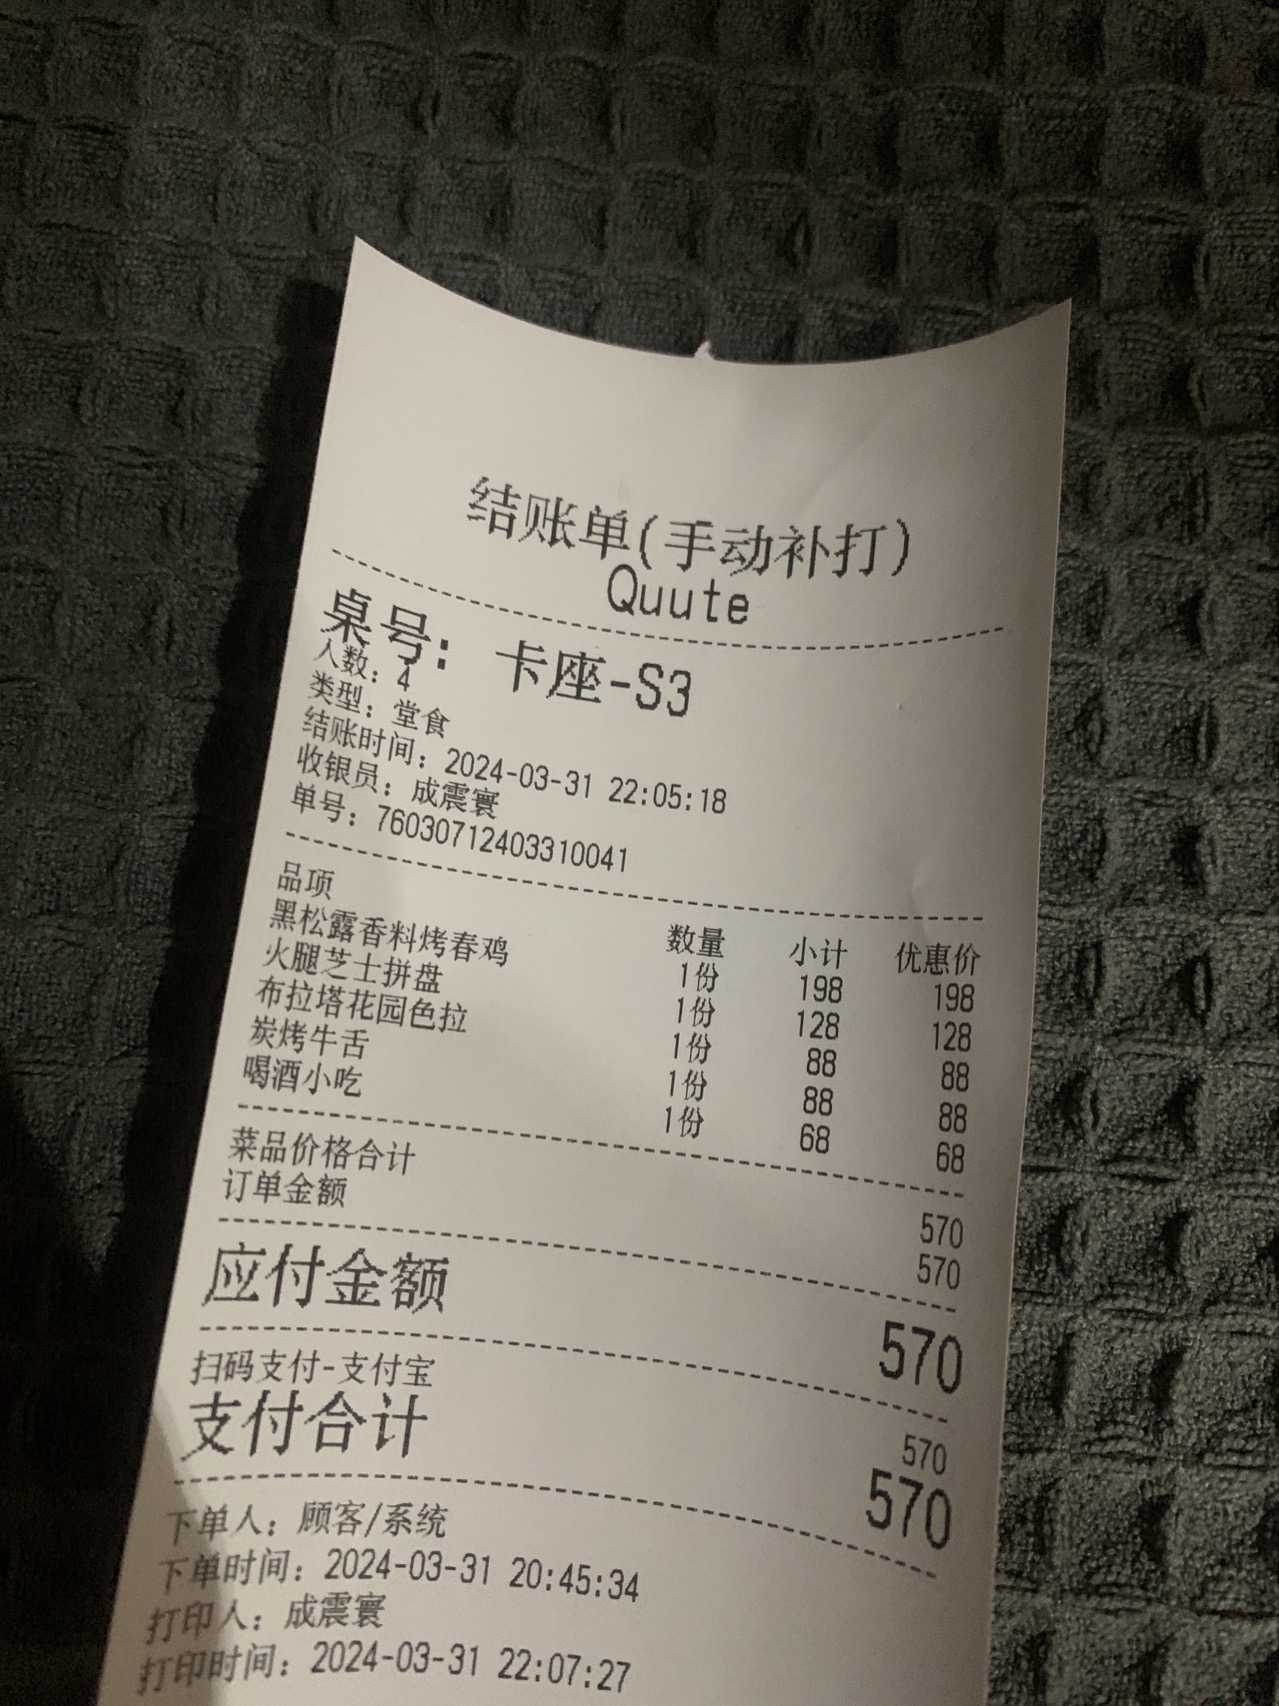 结账单(手动补打)
Quute
桌号: 卡座-S3
人数: 4
类型: 堂食
结账时间: 2024-03-31 22:05:18
收银员: 成震寰
单号: 76030712403310041
品项 数量 小计 优惠价
黑松露香料烤春鸡 1份 198 198
火腿芝士拼盘 1份 128 128
布拉塔花园色拉 1份 88 88
炭烤牛舌 1份 88 88
喝酒小吃 1份 68 68
菜品价格合计 570
订单金额 570
应付金额 570
扫码支付-支付宝 570
支付合计 570
下单人: 顾客/系统
下单时间: 2024-03-31 20:45:34
打印人: 成震寰
打印时间: 2024-03-31 22:07:27